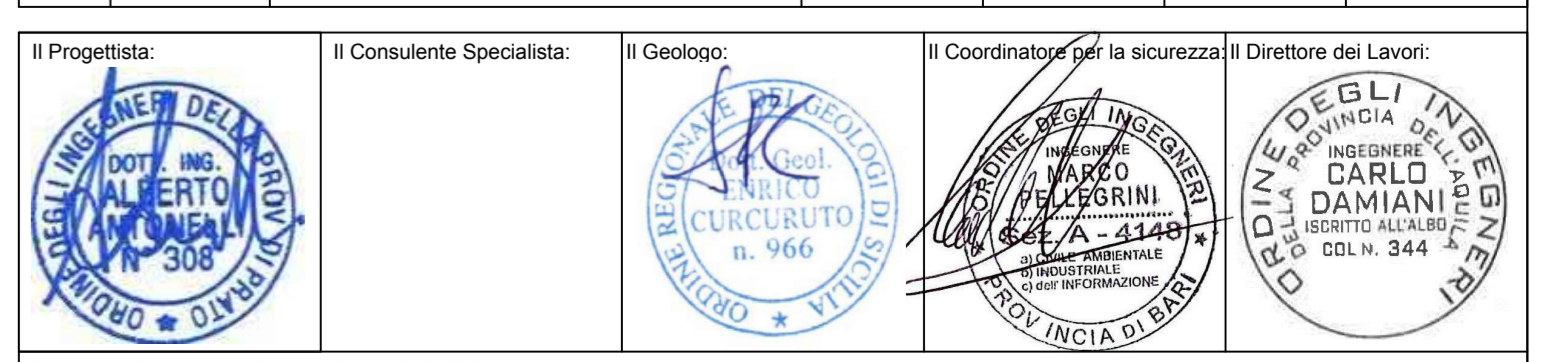 Il Progettista:
Il Consulente Specialista:
Il Geologo:
Il Coordinatore per la sicurezza:
Il Direttore dei Lavori:
ORDINE DEGLI INGEGNERI DELLA PROV. DI PRATO
DOTT. ING.
ALBERTO
ANTONELLI
N° 308
ORDINE REGIONALE DEI GEOLOGI DI SICILIA
Dott. Geol.
ENRICO
CURCURUTO
n. 966
ORDINE DEGLI INGEGNERI
PROVINCIA DI BARI
INGEGNERE
MARCO
PELLEGRINI
Sez. A - 4148
a) CIVILE AMBIENTALE
b) INDUSTRIALE
c) dell' INFORMAZIONE
ORDINE DEGLI INGEGNERI
DELLA PROVINCIA DELL'AQUILA
INGEGNERE
CARLO
DAMIANI
ISCRITTO ALL'ALBO
COL N. 344